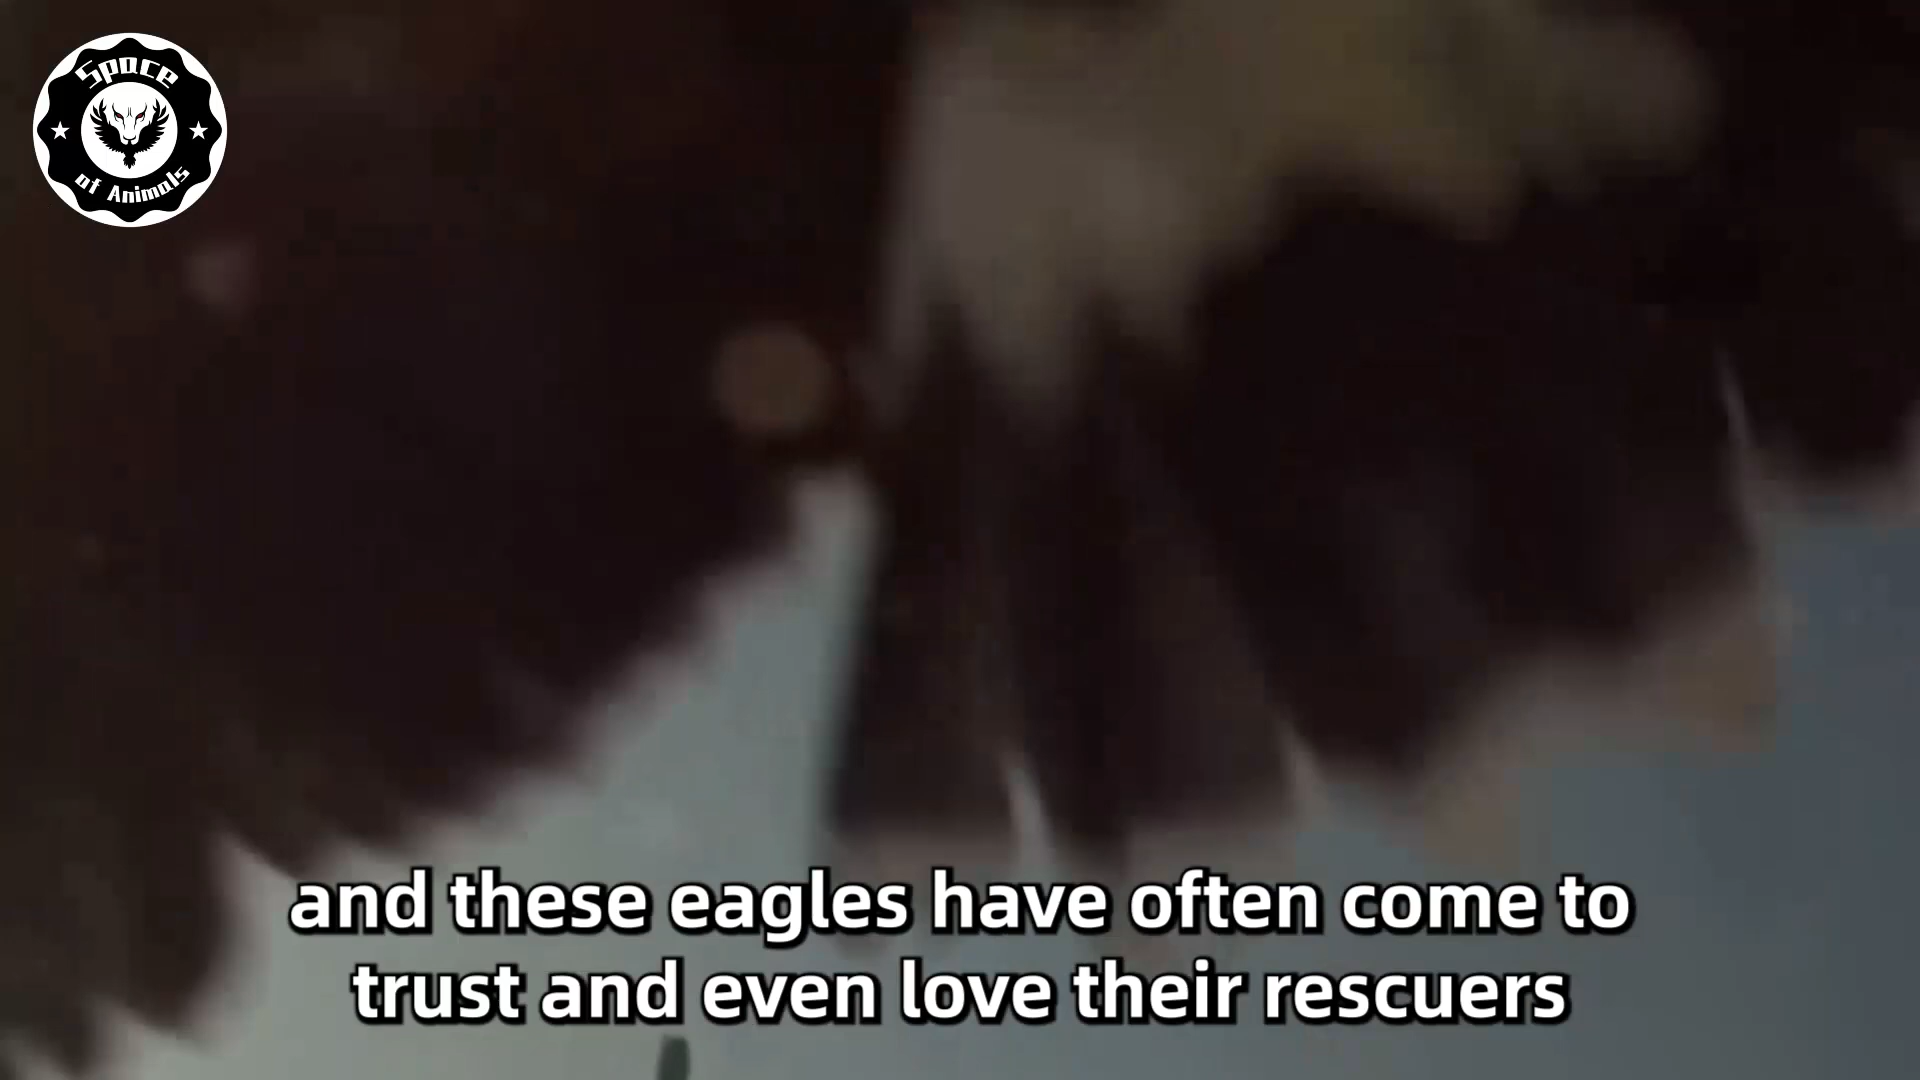 Space
of Animals
and these eagles have often come to
trust and even love their rescuers